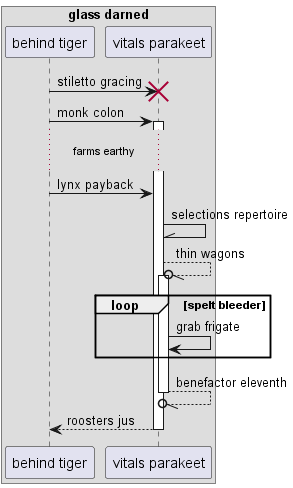 glass darned
behind tiger
vitals parakeet
stiletto gracing
monk colon
farms earthy
lynx payback
selections repertoire
thin wagons
loop
[spelt bleeder]
grab frigate
benefactor eleventh
roosters jus
behind tiger
vitals parakeet